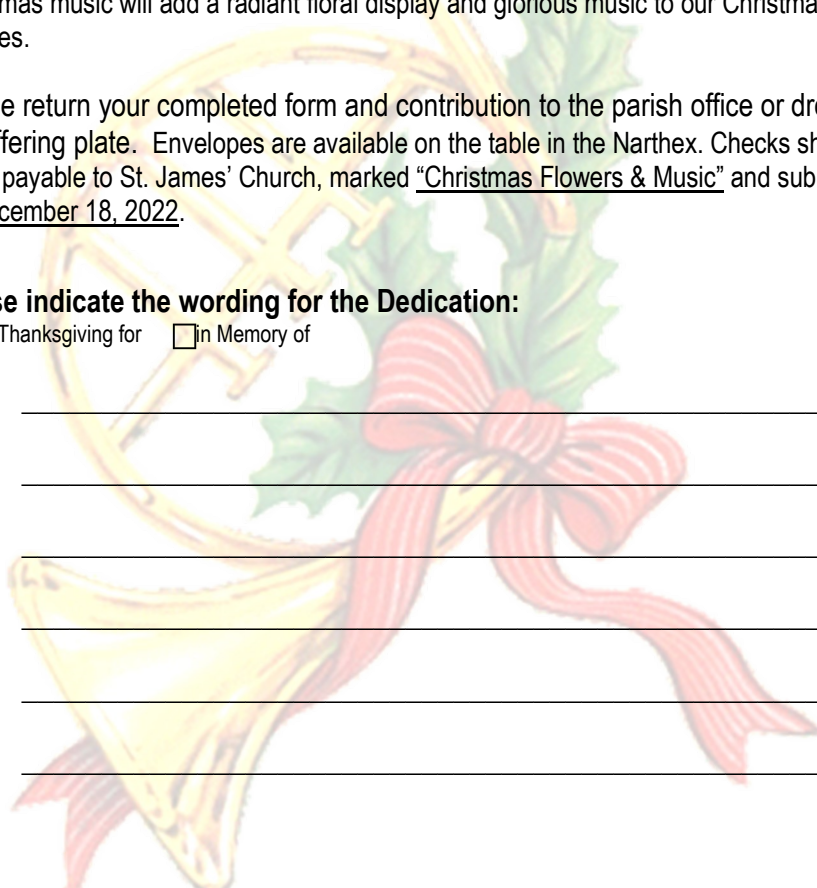 mas music will add a radiant floral display and glorious music to our Christma
es.
e return your completed form and contribution to the parish office or dro
ffering plate. Envelopes are available on the table in the Narthex. Checks sh
payable to St. James’ Church, marked “Christmas Flowers & Music” and sub
cember 18, 2022.
se indicate the wording for the Dedication:
Thanksgiving for in Memory of